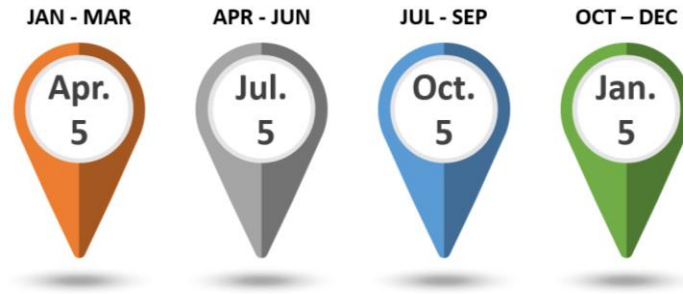 JAN - MAR
APR - JUN
JUL - SEP
OCT – DEC
Apr.
5
Jul.
5
Oct.
5
Jan.
5